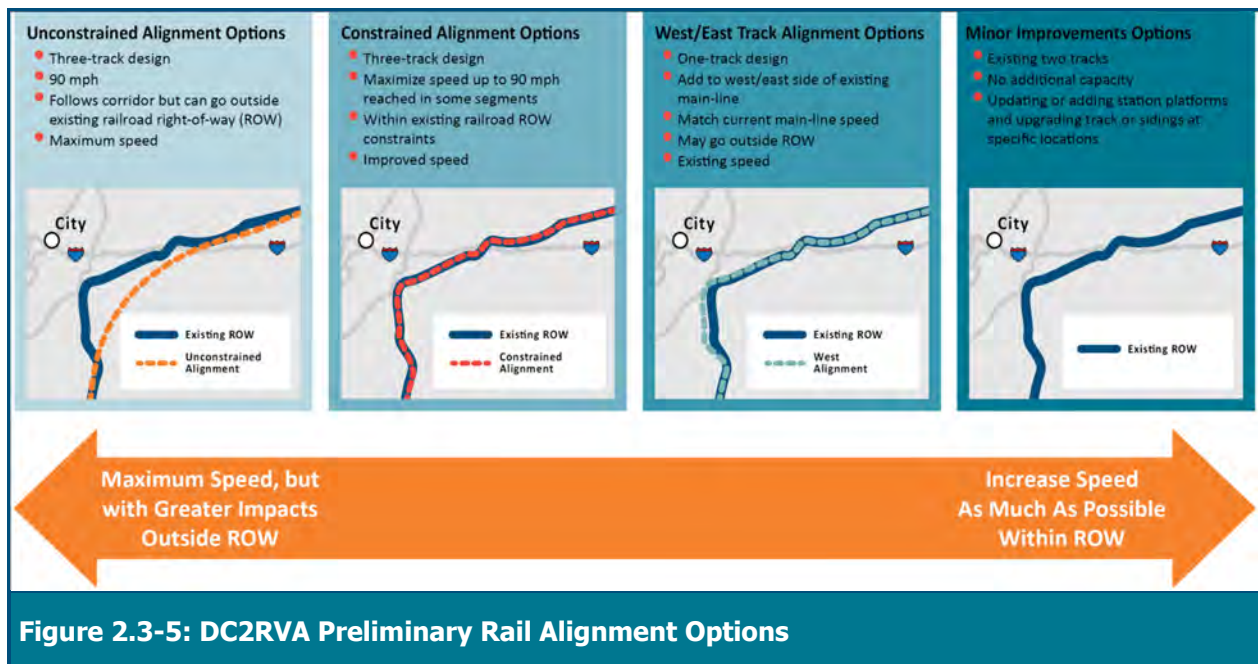 Unconstrained Alignment Options
• Three-track design
• 90 mph
• Follows corridor but can go outside
existing railroad right-of-way (ROW)
• Maximum speed
City
Existing ROW
Unconstrained
Alignment
Constrained Alignment Options
• Three-track design
• Maximize speed up to 90 mph
reached in some segments
• Within existing railroad ROW
constraints
• Improved speed
City
Existing ROW
Constrained
Alignment
West/East Track Alignment Options
• One-track design
• Add to west/east side of existing
main-line
• Match current main-line speed
• May go outside ROW
• Existing speed
City
Existing ROW
West
Alignment
Minor Improvements Options
• Existing two tracks
• No additional capacity
• Updating or adding station platforms
and upgrading track or sidings at
specific locations
City
Existing ROW
Maximum Speed, but
with Greater Impacts
Outside ROW
Increase Speed
As Much As Possible
Within ROW
Figure 2.3-5: DC2RVA Preliminary Rail Alignment Options